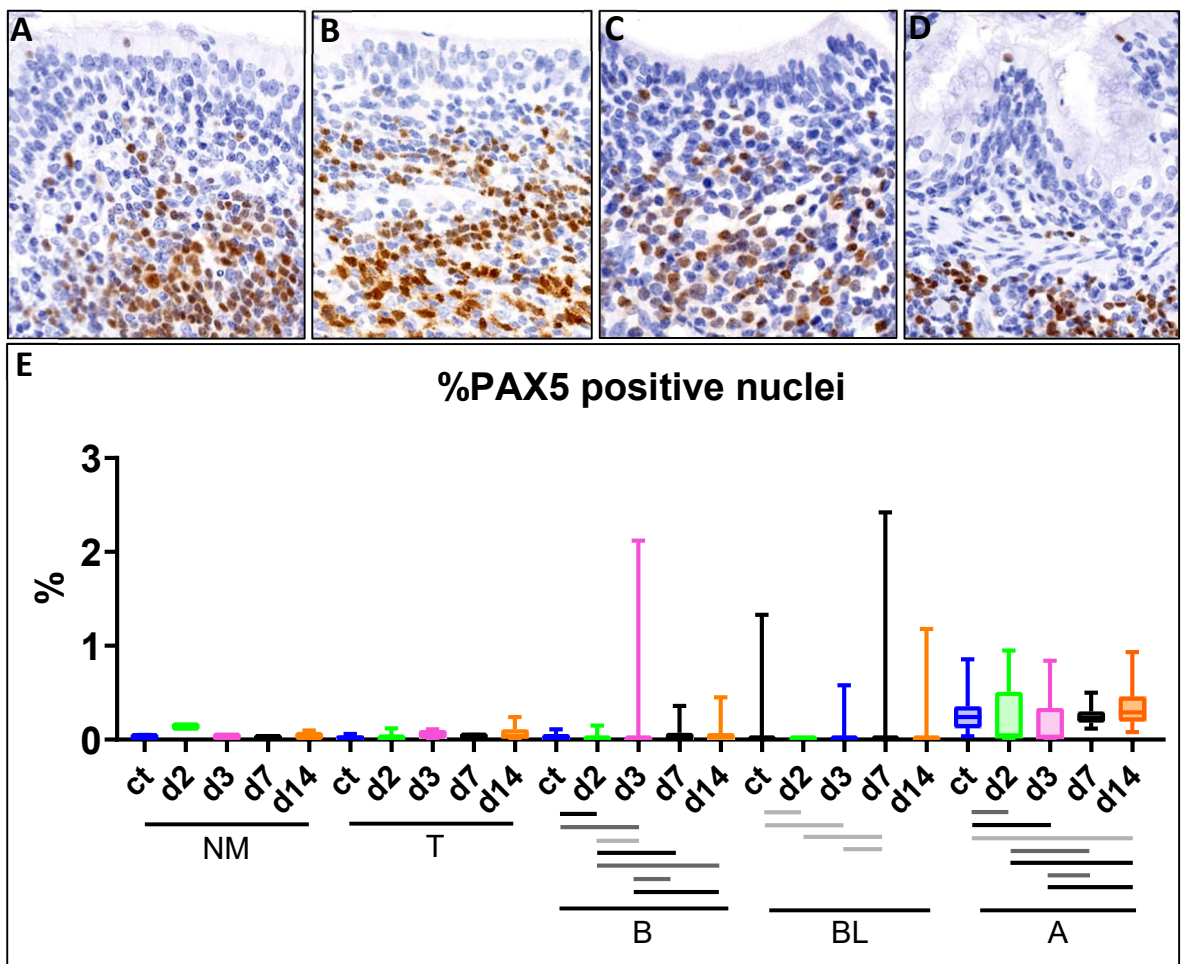 A B C D
E
%PAX5 positive nuclei
3
2
1
0
%
ct d2 d3 d7 d14 ct d2 d3 d7 d14 ct d2 d3 d7 d14 ct d2 d3 d7 d14 ct d2 d3 d7 d14
NM T B BL A